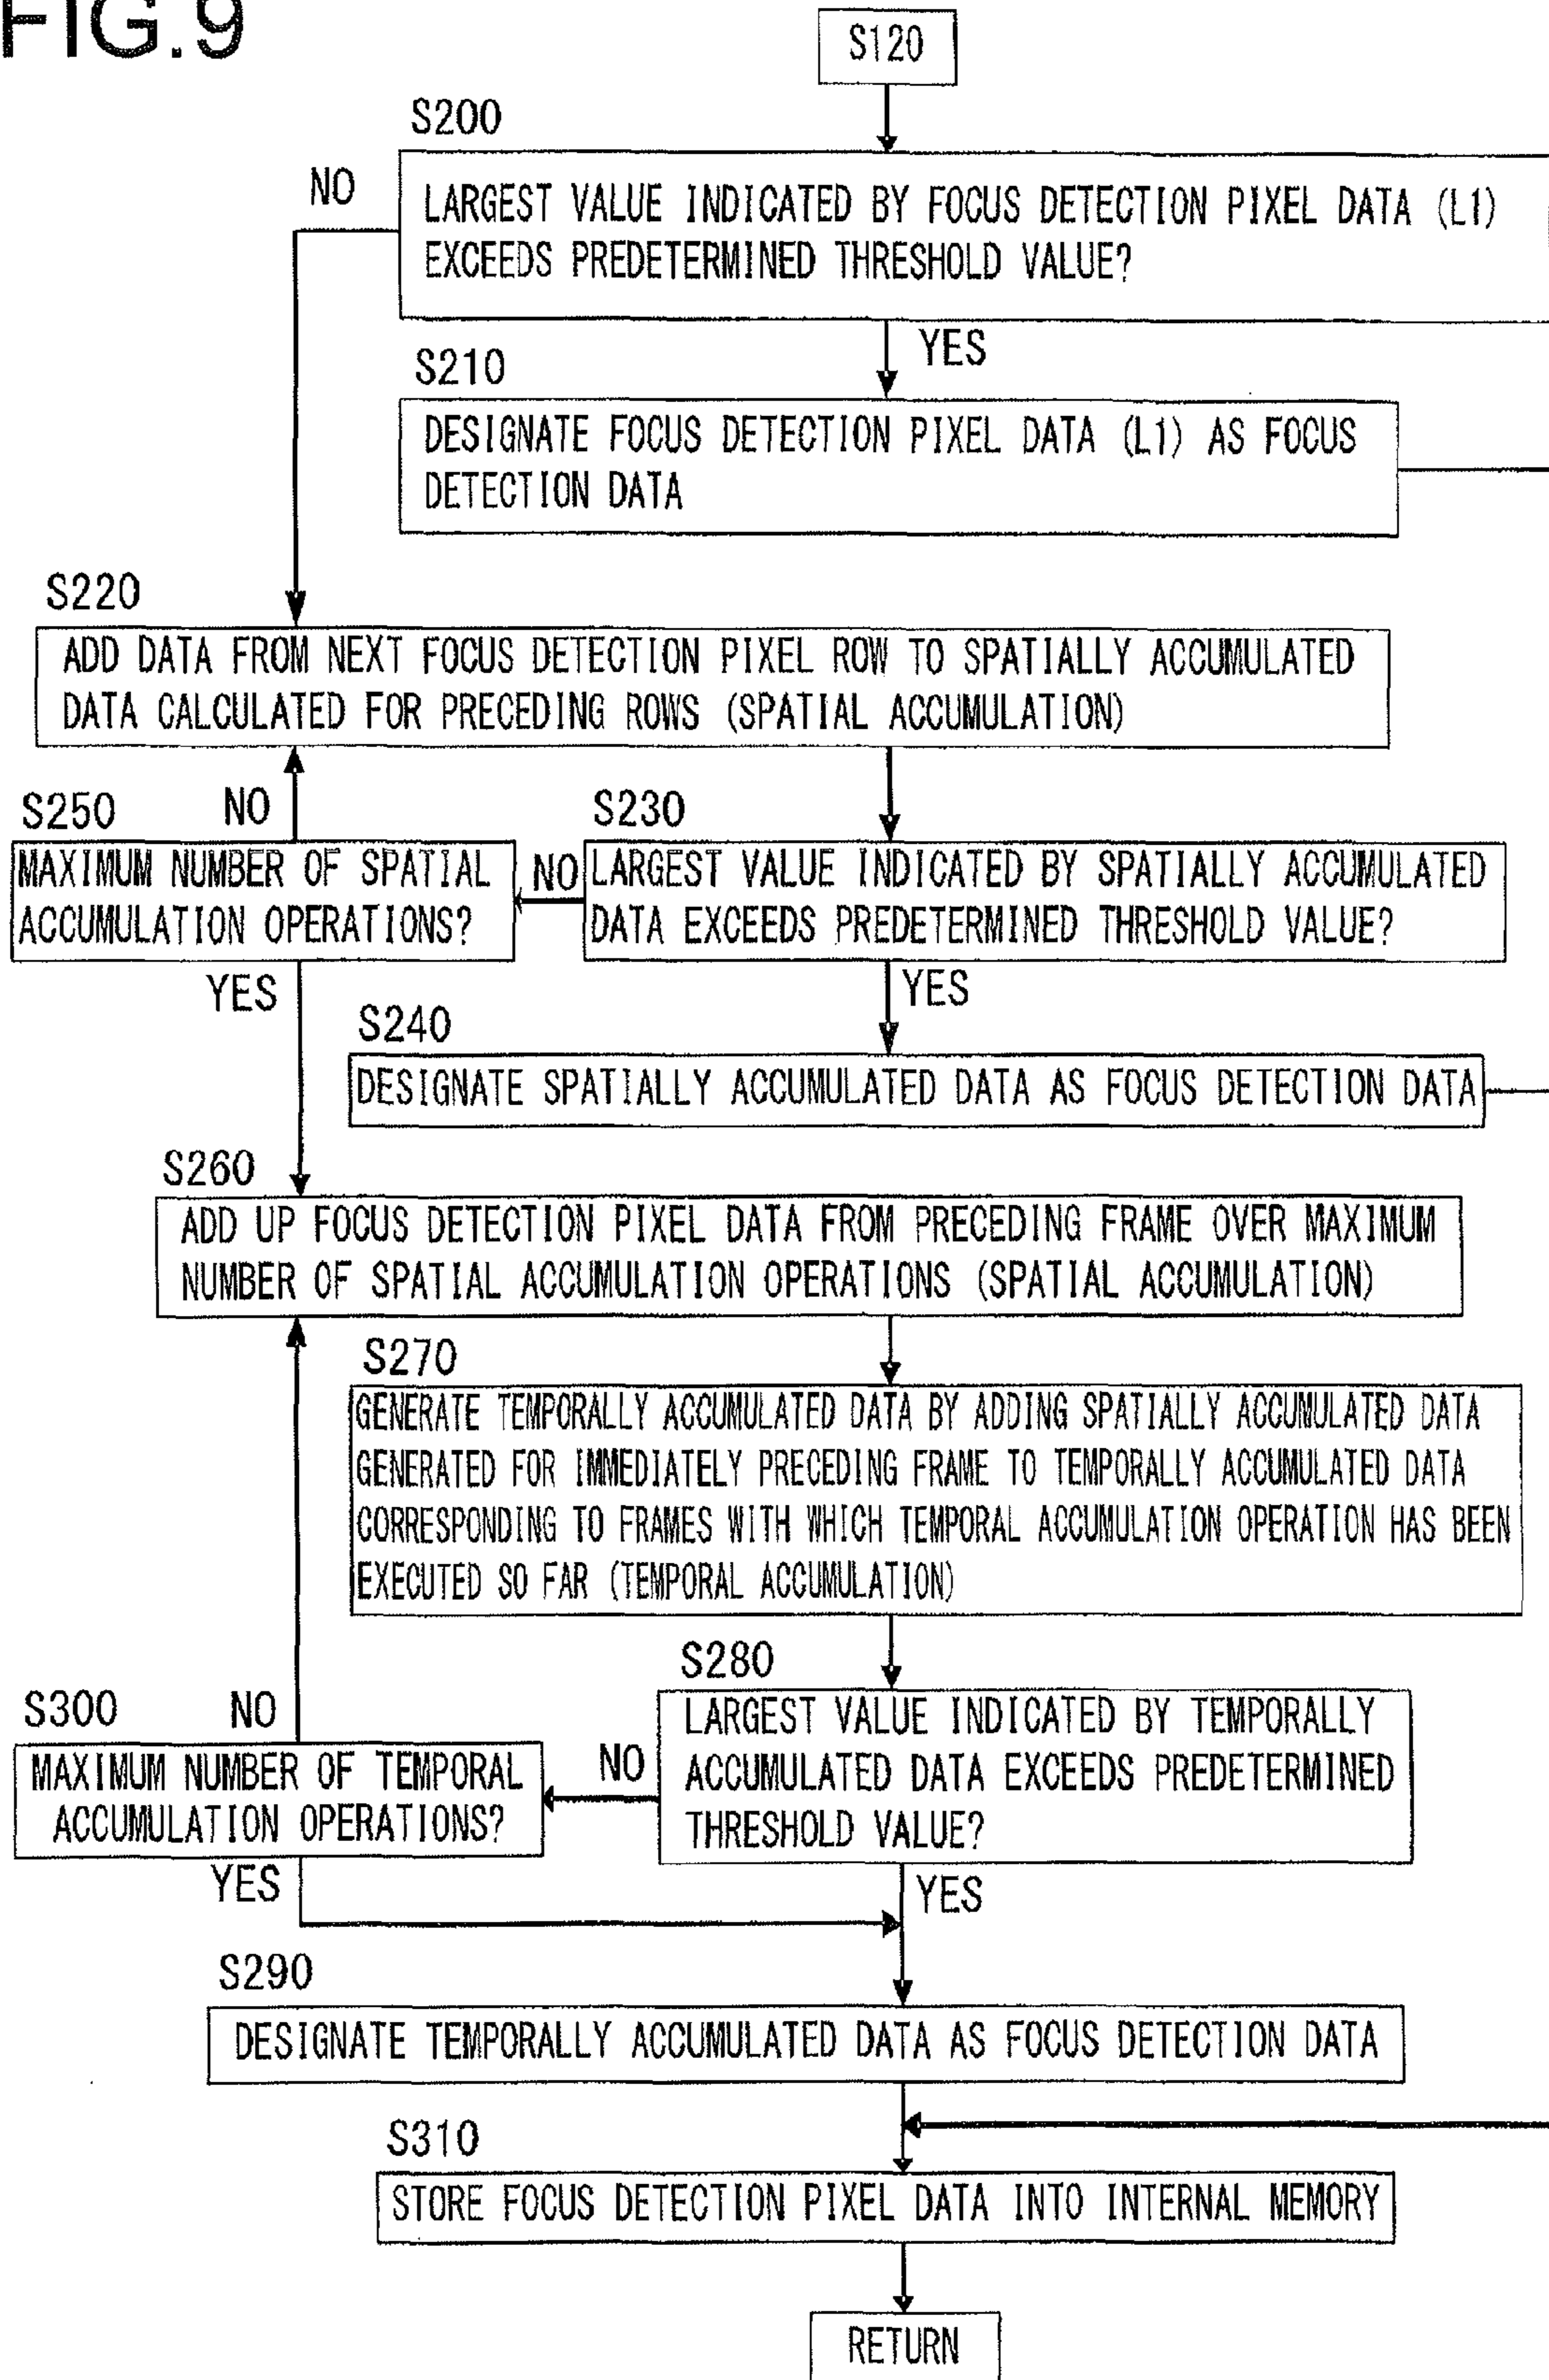 FIG.9
S120
S200
NO
LARGEST VALUE INDICATED BY FOCUS DETECTION PIXEL DATA (L1)
EXCEEDS PREDETERMINED THRESHOLD VALUE?
YES
S210
DESIGNATE FOCUS DETECTION PIXEL DATA (L1) AS FOCUS
DETECTION DATA
S220
ADD DATA FROM NEXT FOCUS DETECTION PIXEL ROW TO SPATIALLY ACCUMULATED
DATA CALCULATED FOR PRECEDING ROWS (SPATIAL ACCUMULATION)
S250
NO
S230
MAXIMUM NUMBER OF SPATIAL
ACCUMULATION OPERATIONS?
NO
LARGEST VALUE INDICATED BY SPATIALLY ACCUMULATED
DATA EXCEEDS PREDETERMINED THRESHOLD VALUE?
YES
YES
S240
DESIGNATE SPATIALLY ACCUMULATED DATA AS FOCUS DETECTION DATA
S260
ADD UP FOCUS DETECTION PIXEL DATA FROM PRECEDING FRAME OVER MAXIMUM
NUMBER OF SPATIAL ACCUMULATION OPERATIONS (SPATIAL ACCUMULATION)
S270
GENERATE TEMPORALLY ACCUMULATED DATA BY ADDING SPATIALLY ACCUMULATED DATA
GENERATED FOR IMMEDIATELY PRECEDING FRAME TO TEMPORALLY ACCUMULATED DATA
CORRESPONDING TO FRAMES WITH WHICH TEMPORAL ACCUMULATION OPERATION HAS BEEN
EXECUTED SO FAR (TEMPORAL ACCUMULATION)
S280
S300
NO
LARGEST VALUE INDICATED BY TEMPORALLY
ACCUMULATED DATA EXCEEDS PREDETERMINED
THRESHOLD VALUE?
NO
MAXIMUM NUMBER OF TEMPORAL
ACCUMULATION OPERATIONS?
YES
YES
S290
DESIGNATE TEMPORALLY ACCUMULATED DATA AS FOCUS DETECTION DATA
S310
STORE FOCUS DETECTION PIXEL DATA INTO INTERNAL MEMORY
RETURN